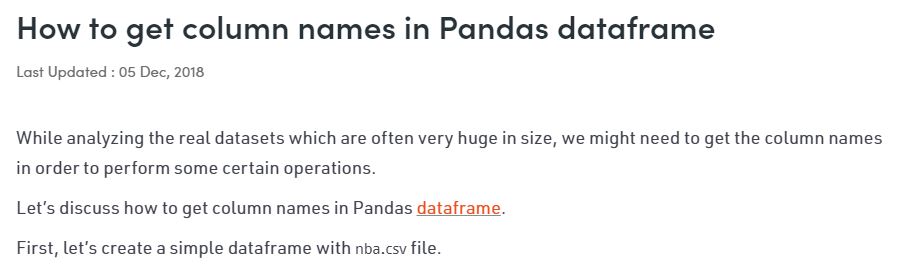 How to get column names in Pandas dataframe
Last Updated : 05 Dec, 2018
While analyzing the real datasets which are often very huge in size, we might need to get the column names
in order to perform some certain operations.
Let’s discuss how to get column names in Pandas dataframe.
First, let’s create a simple dataframe with nba.csv file.